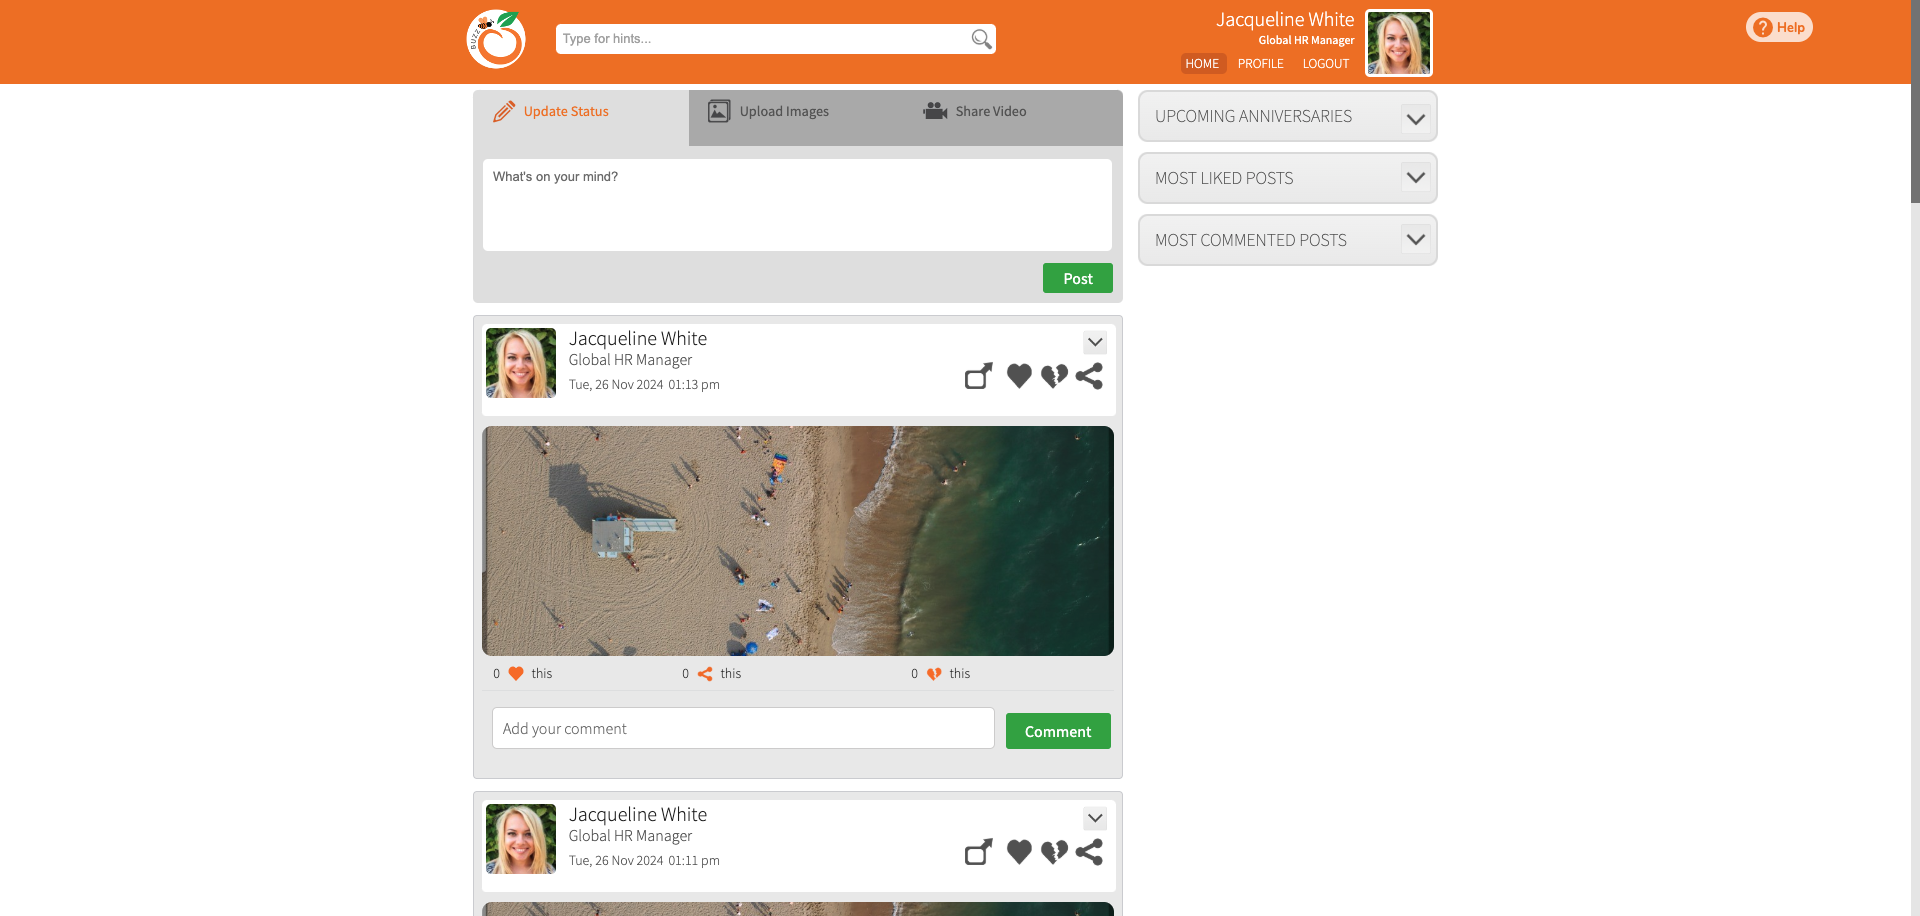 BUZZ
Type for hints...
Jacqueline White
Global HR Manager
HOME PROFILE LOGOUT
? Help
Update Status
Upload Images
Share Video
What's on your mind?
Post
UPCOMING ANNIVERSARIES
MOST LIKED POSTS
MOST COMMENTED POSTS
Jacqueline White
Global HR Manager
Tue, 26 Nov 2024 01:13 pm
0 this 0 this 0 this
Add your comment
Comment
Jacqueline White
Global HR Manager
Tue, 26 Nov 2024 01:11 pm